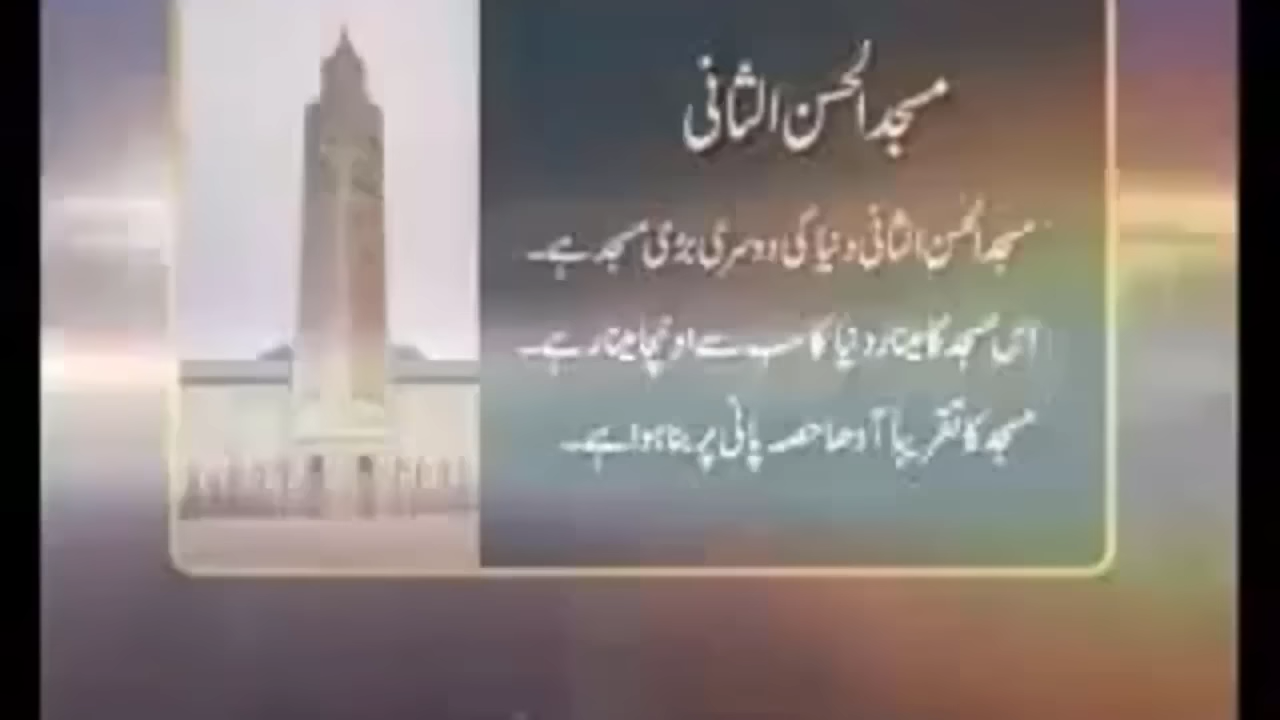 مسجد الحسن الثانی
مسجد الحسن الثانی دنیا کی دوسری بڑی مسجد ہے۔
اس مسجد کا مینار دنیا کا سب سے اونچا مینار ہے۔
مسجد کا تقریباً آدھا حصہ پانی پر بنا ہوا ہے۔